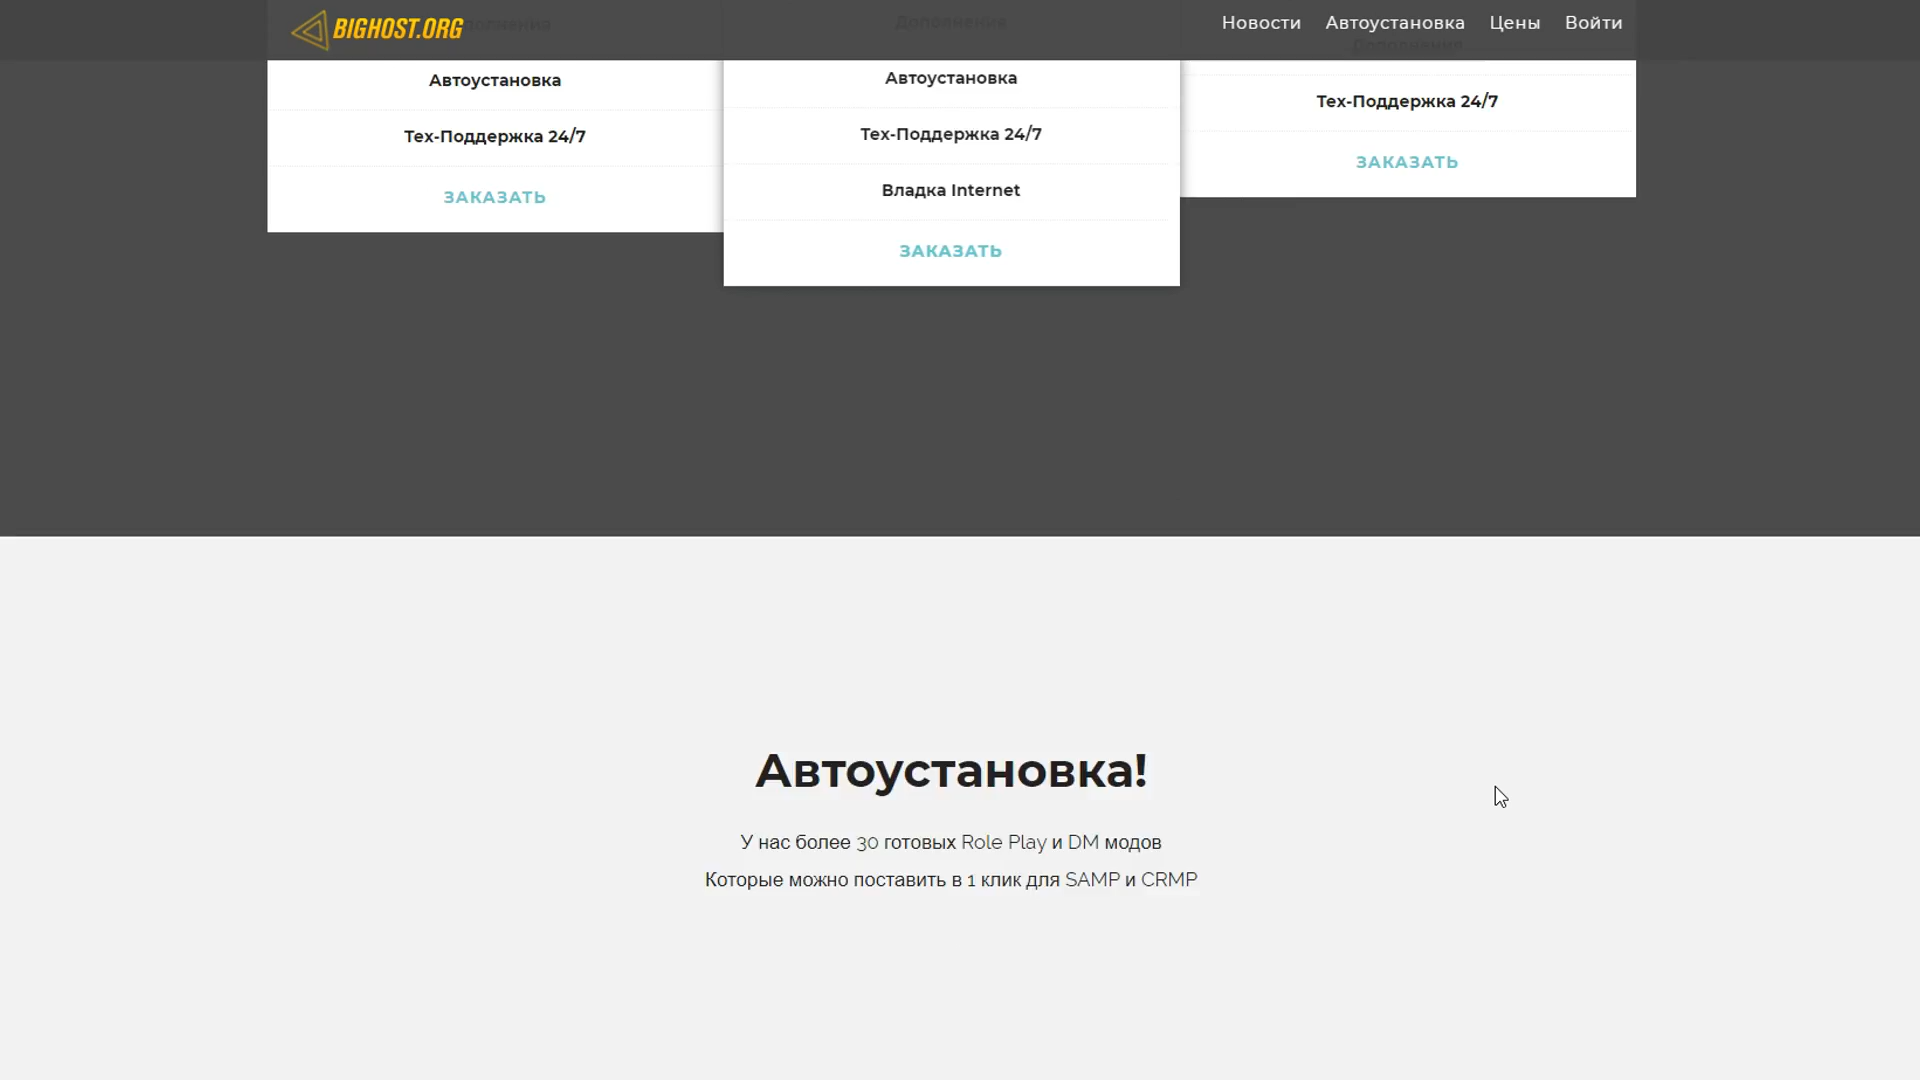 BIGHOST.ORG
Новости
Автоустановка
Цены
Войти
Дополнения
Дополнения
Автоустановка
Тех-Поддержка 24/7
ЗАКАЗАТЬ
Автоустановка
Тех-Поддержка 24/7
Владка Internet
ЗАКАЗАТЬ
Тех-Поддержка 24/7
ЗАКАЗАТЬ
Автоустановка!
У нас более 30 готовых Role Play и DM модов
Которые можно поставить в 1 клик для SAMP и CRMP